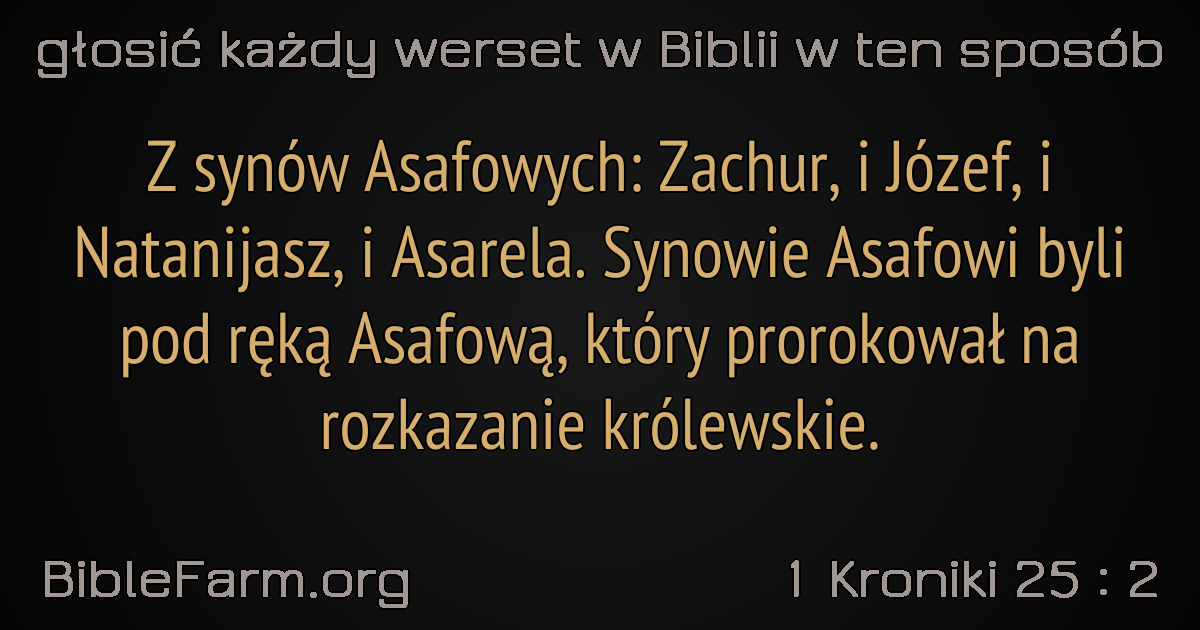 głosić każdy werset w Biblii w ten sposób
Z synów Asafowych: Zachur, i Józef, i
Natanijasz, i Asarela. Synowie Asafowi byli
pod ręką Asafową, który prorokował na
rozkazanie królewskie.
BibleFarm.org
1 Kroniki 25 : 2